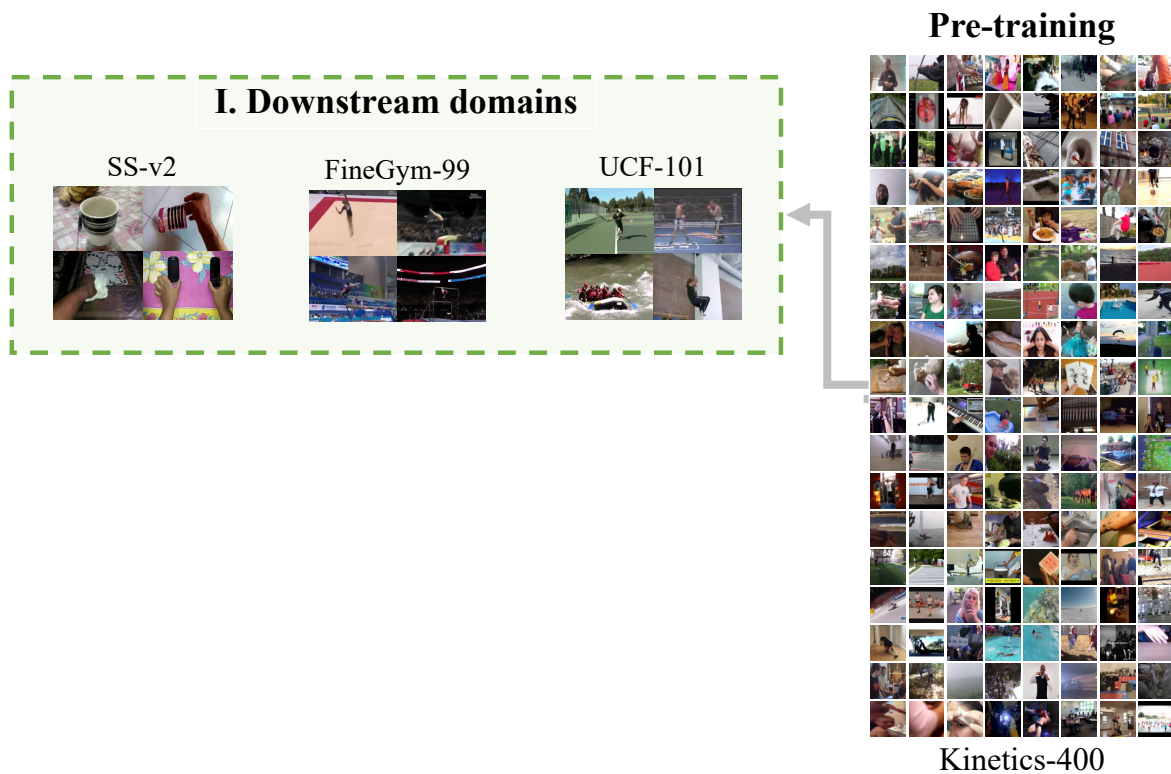 Pre-training
I. Downstream domains
SS-v2
FineGym-99
UCF-101
Kinetics-400